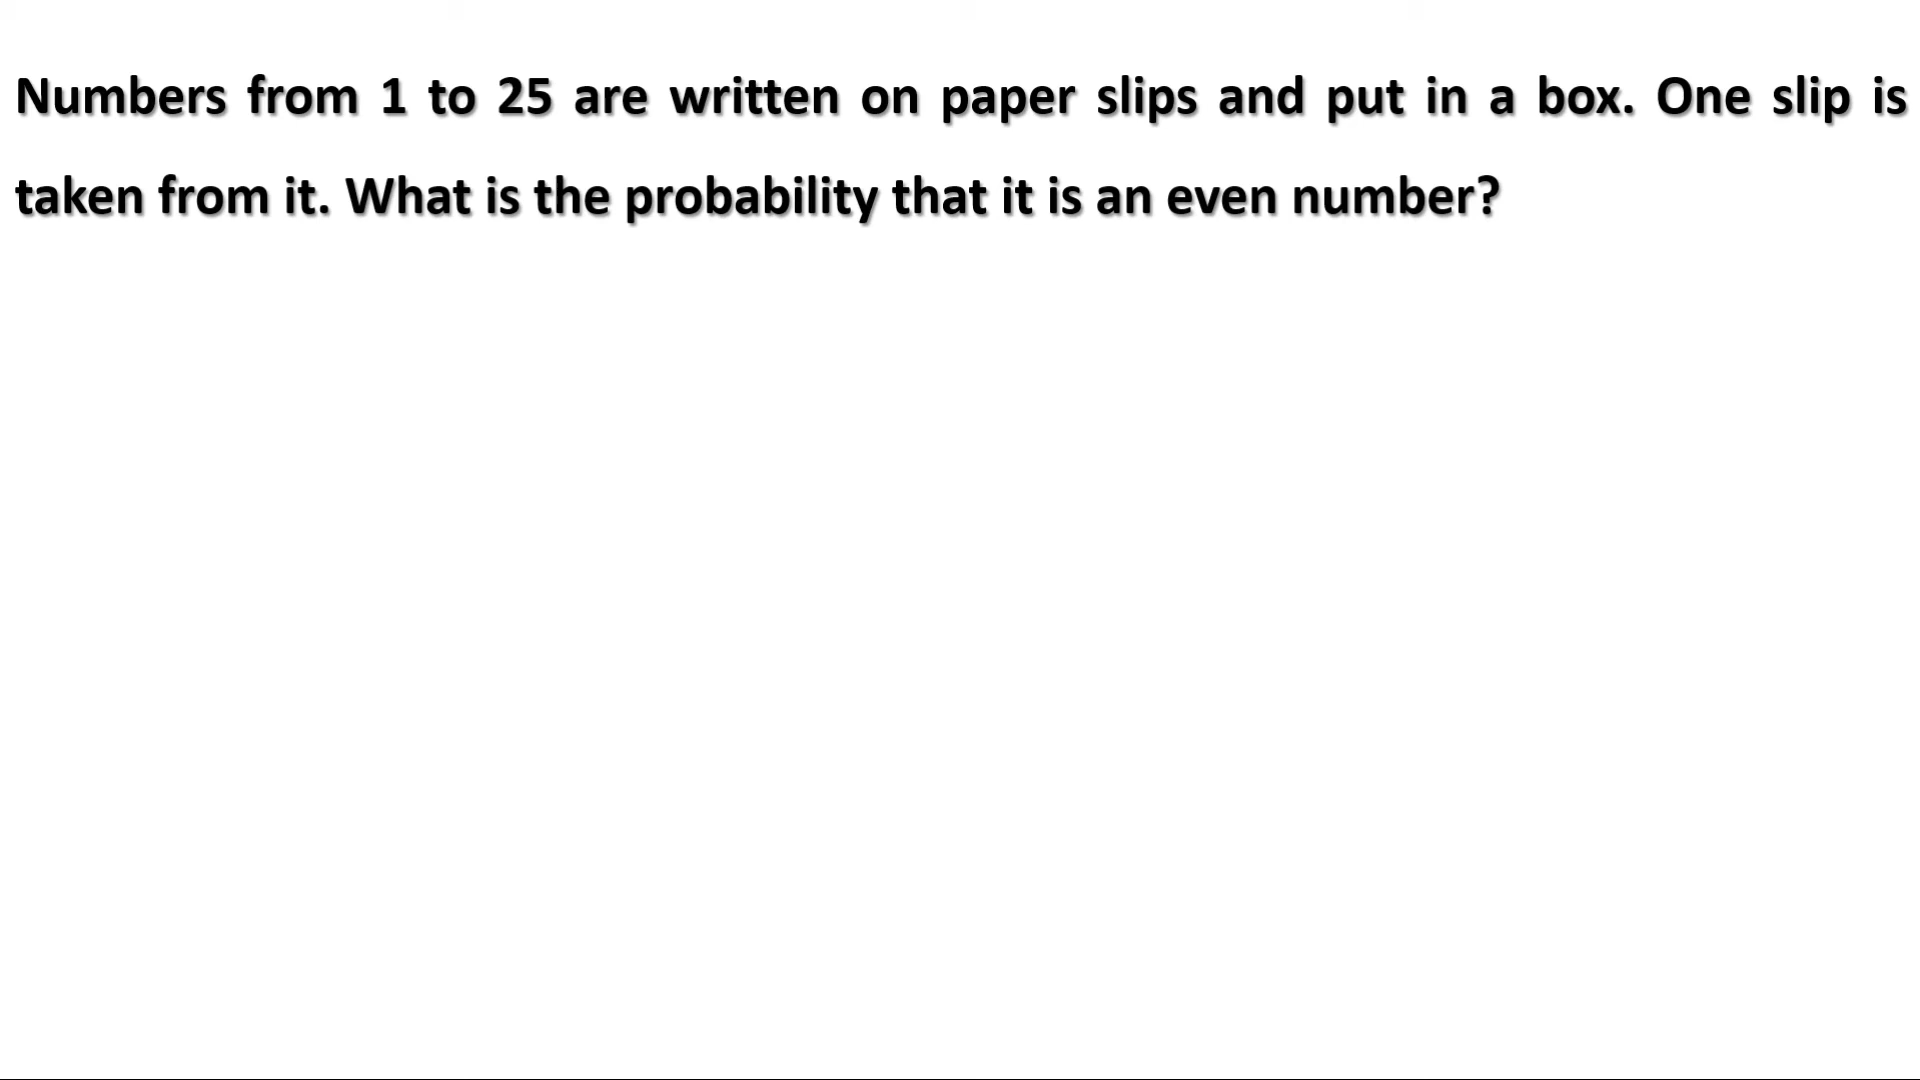 Numbers from 1 to 25 are written on paper slips and put in a box. One slip is
taken from it. What is the probability that it is an even number?